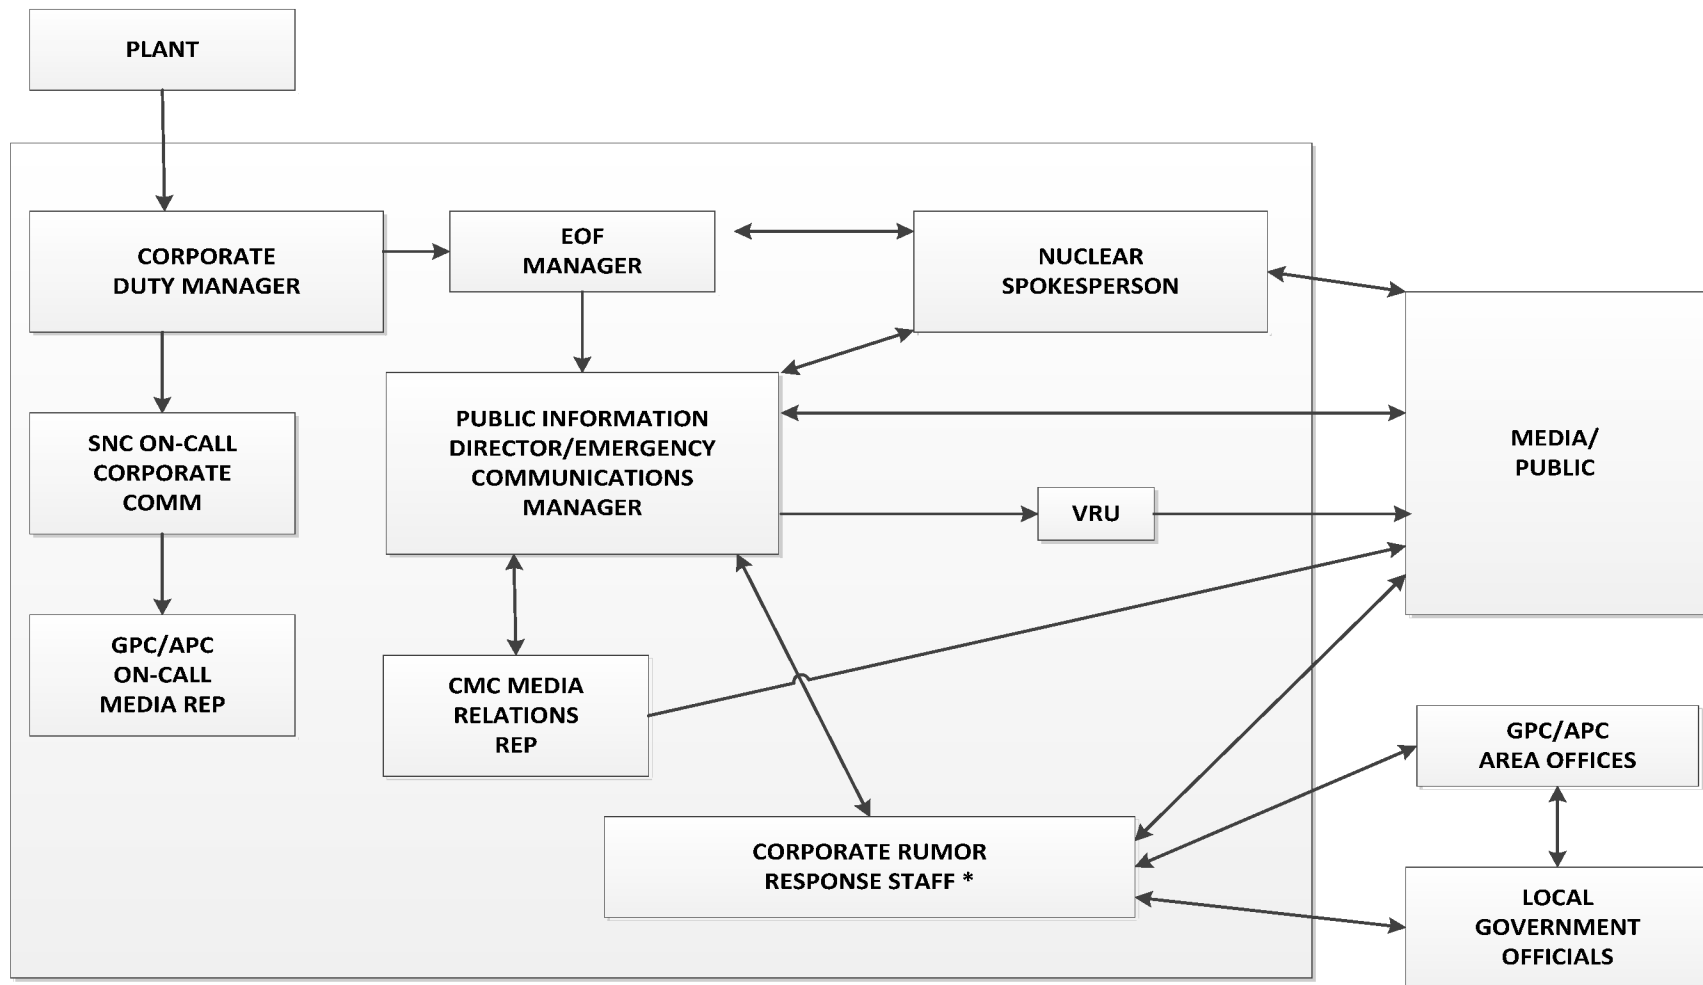 PLANT
CORPORATE
DUTY MANAGER
EOF
MANAGER
NUCLEAR
SPOKESPERSON
SNC ON-CALL
CORPORATE
COMM
PUBLIC INFORMATION
DIRECTOR/EMERGENCY
COMMUNICATIONS
MANAGER
MEDIA/
PUBLIC
VRU
GPC/APC
ON-CALL
MEDIA REP
CMC MEDIA
RELATIONS
REP
GPC/APC
AREA OFFICES
CORPORATE RUMOR
RESPONSE STAFF *
LOCAL
GOVERNMENT
OFFICIALS